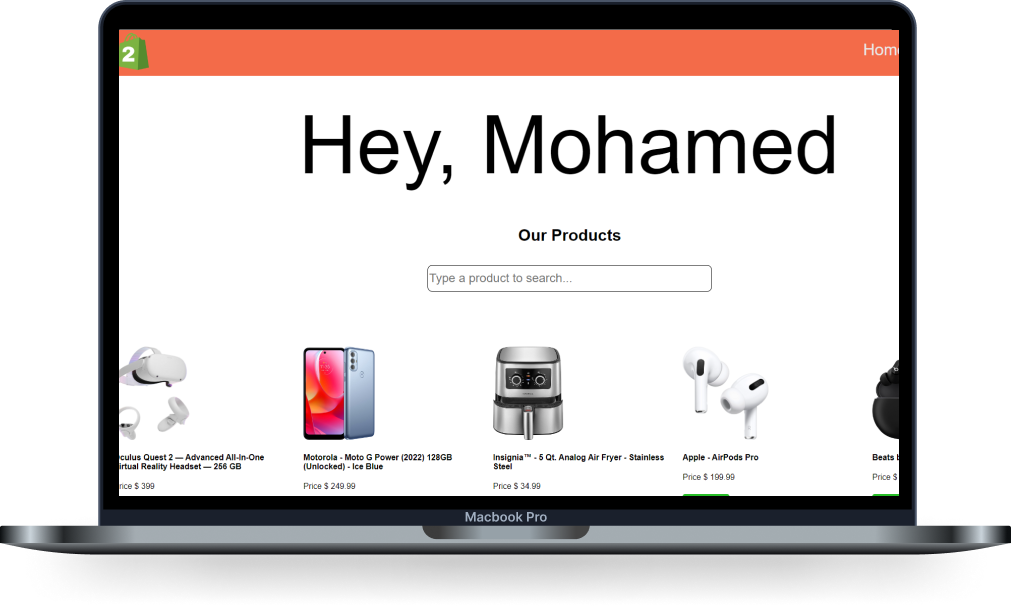 2
Home
Hey, Mohamed
Our Products
Type a product to search...
culus Quest 2 — Advanced All-In-One
irtual Reality Headset — 256 GB
rice $ 399
Motorola - Moto G Power (2022) 128GB
(Unlocked) - Ice Blue
Price $ 249.99
Insignia™ - 5 Qt. Analog Air Fryer - Stainless
Steel
Price $ 34.99
Apple - AirPods Pro
Price $ 199.99
Beats
Price $
Macbook Pro